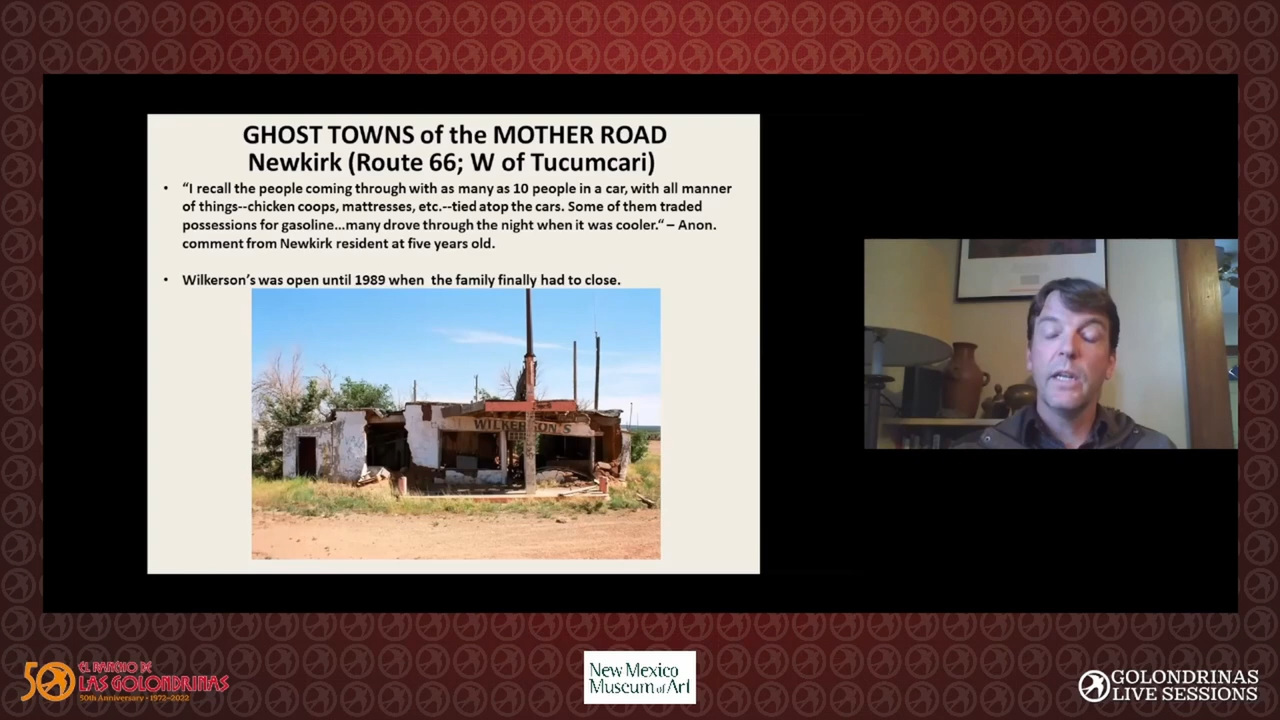 GHOST TOWNS of the MOTHER ROAD
Newkirk (Route 66; W of Tucumcari)
• “I recall the people coming through with as many as 10 people in a car, with all manner
of things--chicken coops, mattresses, etc.--tied atop the cars. Some of them traded
possessions for gasoline...many drove through the night when it was cooler.“ – Anon.
comment from Newkirk resident at five years old.
• Wilkerson’s was open until 1989 when  the family finally had to close.
WILKERSON'S
50 EL RANCHO DE
LAS GOLONDRINAS
50th Anniversary • 1972-2022
New Mexico
Museum of Art
GOLONDRINAS
LIVE SESSIONS